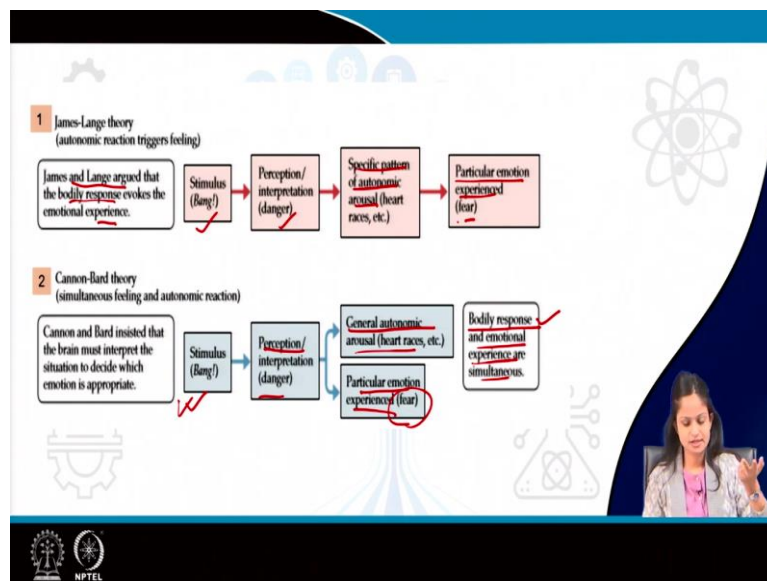 1 James-Lange theory
(autonomic reaction triggers feeling)
James and Lange argued that
the bodily response evokes the
emotional experience.
Stimulus
(Bang!)
Perception/
interpretation
(danger)
Specific pattern
of autonomic
arousal (heart
races, etc.)
Particular emotion
experienced
(fear)
2 Cannon-Bard theory
(simultaneous feeling and autonomic reaction)
Cannon and Bard insisted that
the brain must interpret the
situation to decide which
emotion is appropriate.
Stimulus
(Bang!)
Perception/
interpretation
(danger)
General autonomic
arousal (heart races, etc.)
Particular emotion
experienced (fear)
Bodily response
and emotional
experience are
simultaneous.
NPTEL